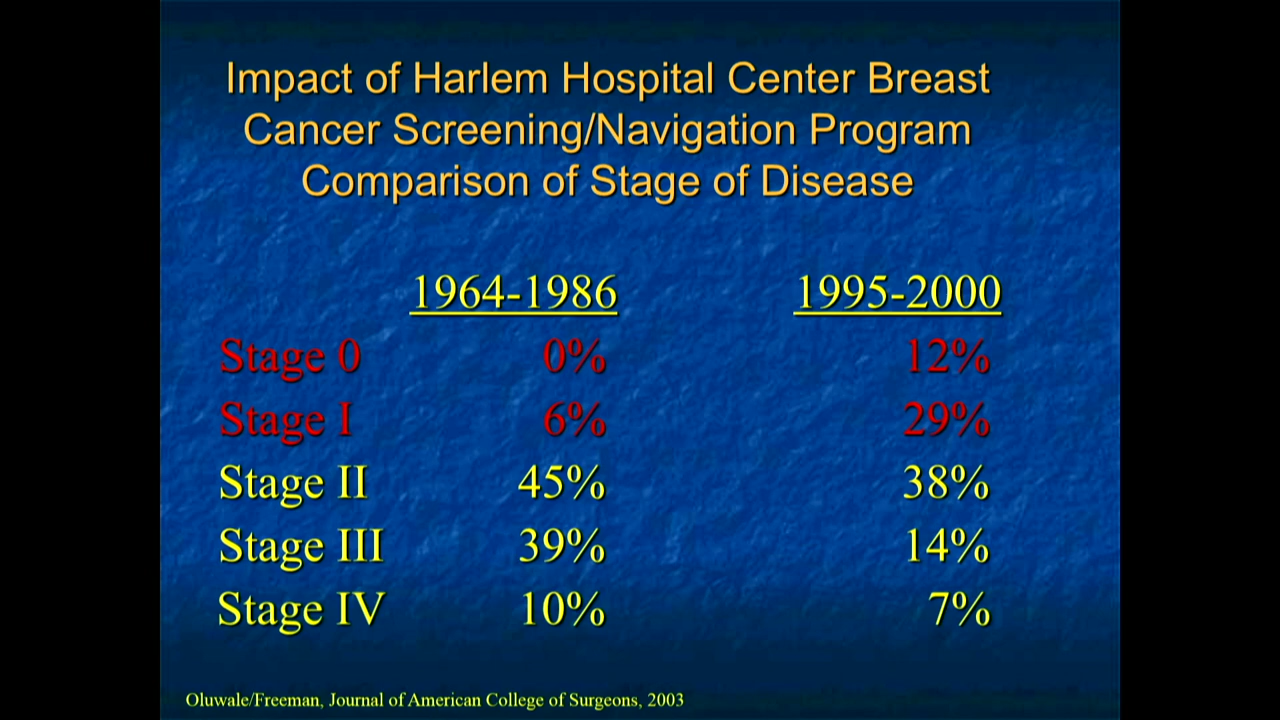 Impact of Harlem Hospital Center Breast
Cancer Screening/Navigation Program
Comparison of Stage of Disease
1964-1986 1995-2000
Stage 0 0% 12%
Stage I 6% 29%
Stage II 45% 38%
Stage III 39% 14%
Stage IV 10% 7%
Oluwale/Freeman, Journal of American College of Surgeons, 2003